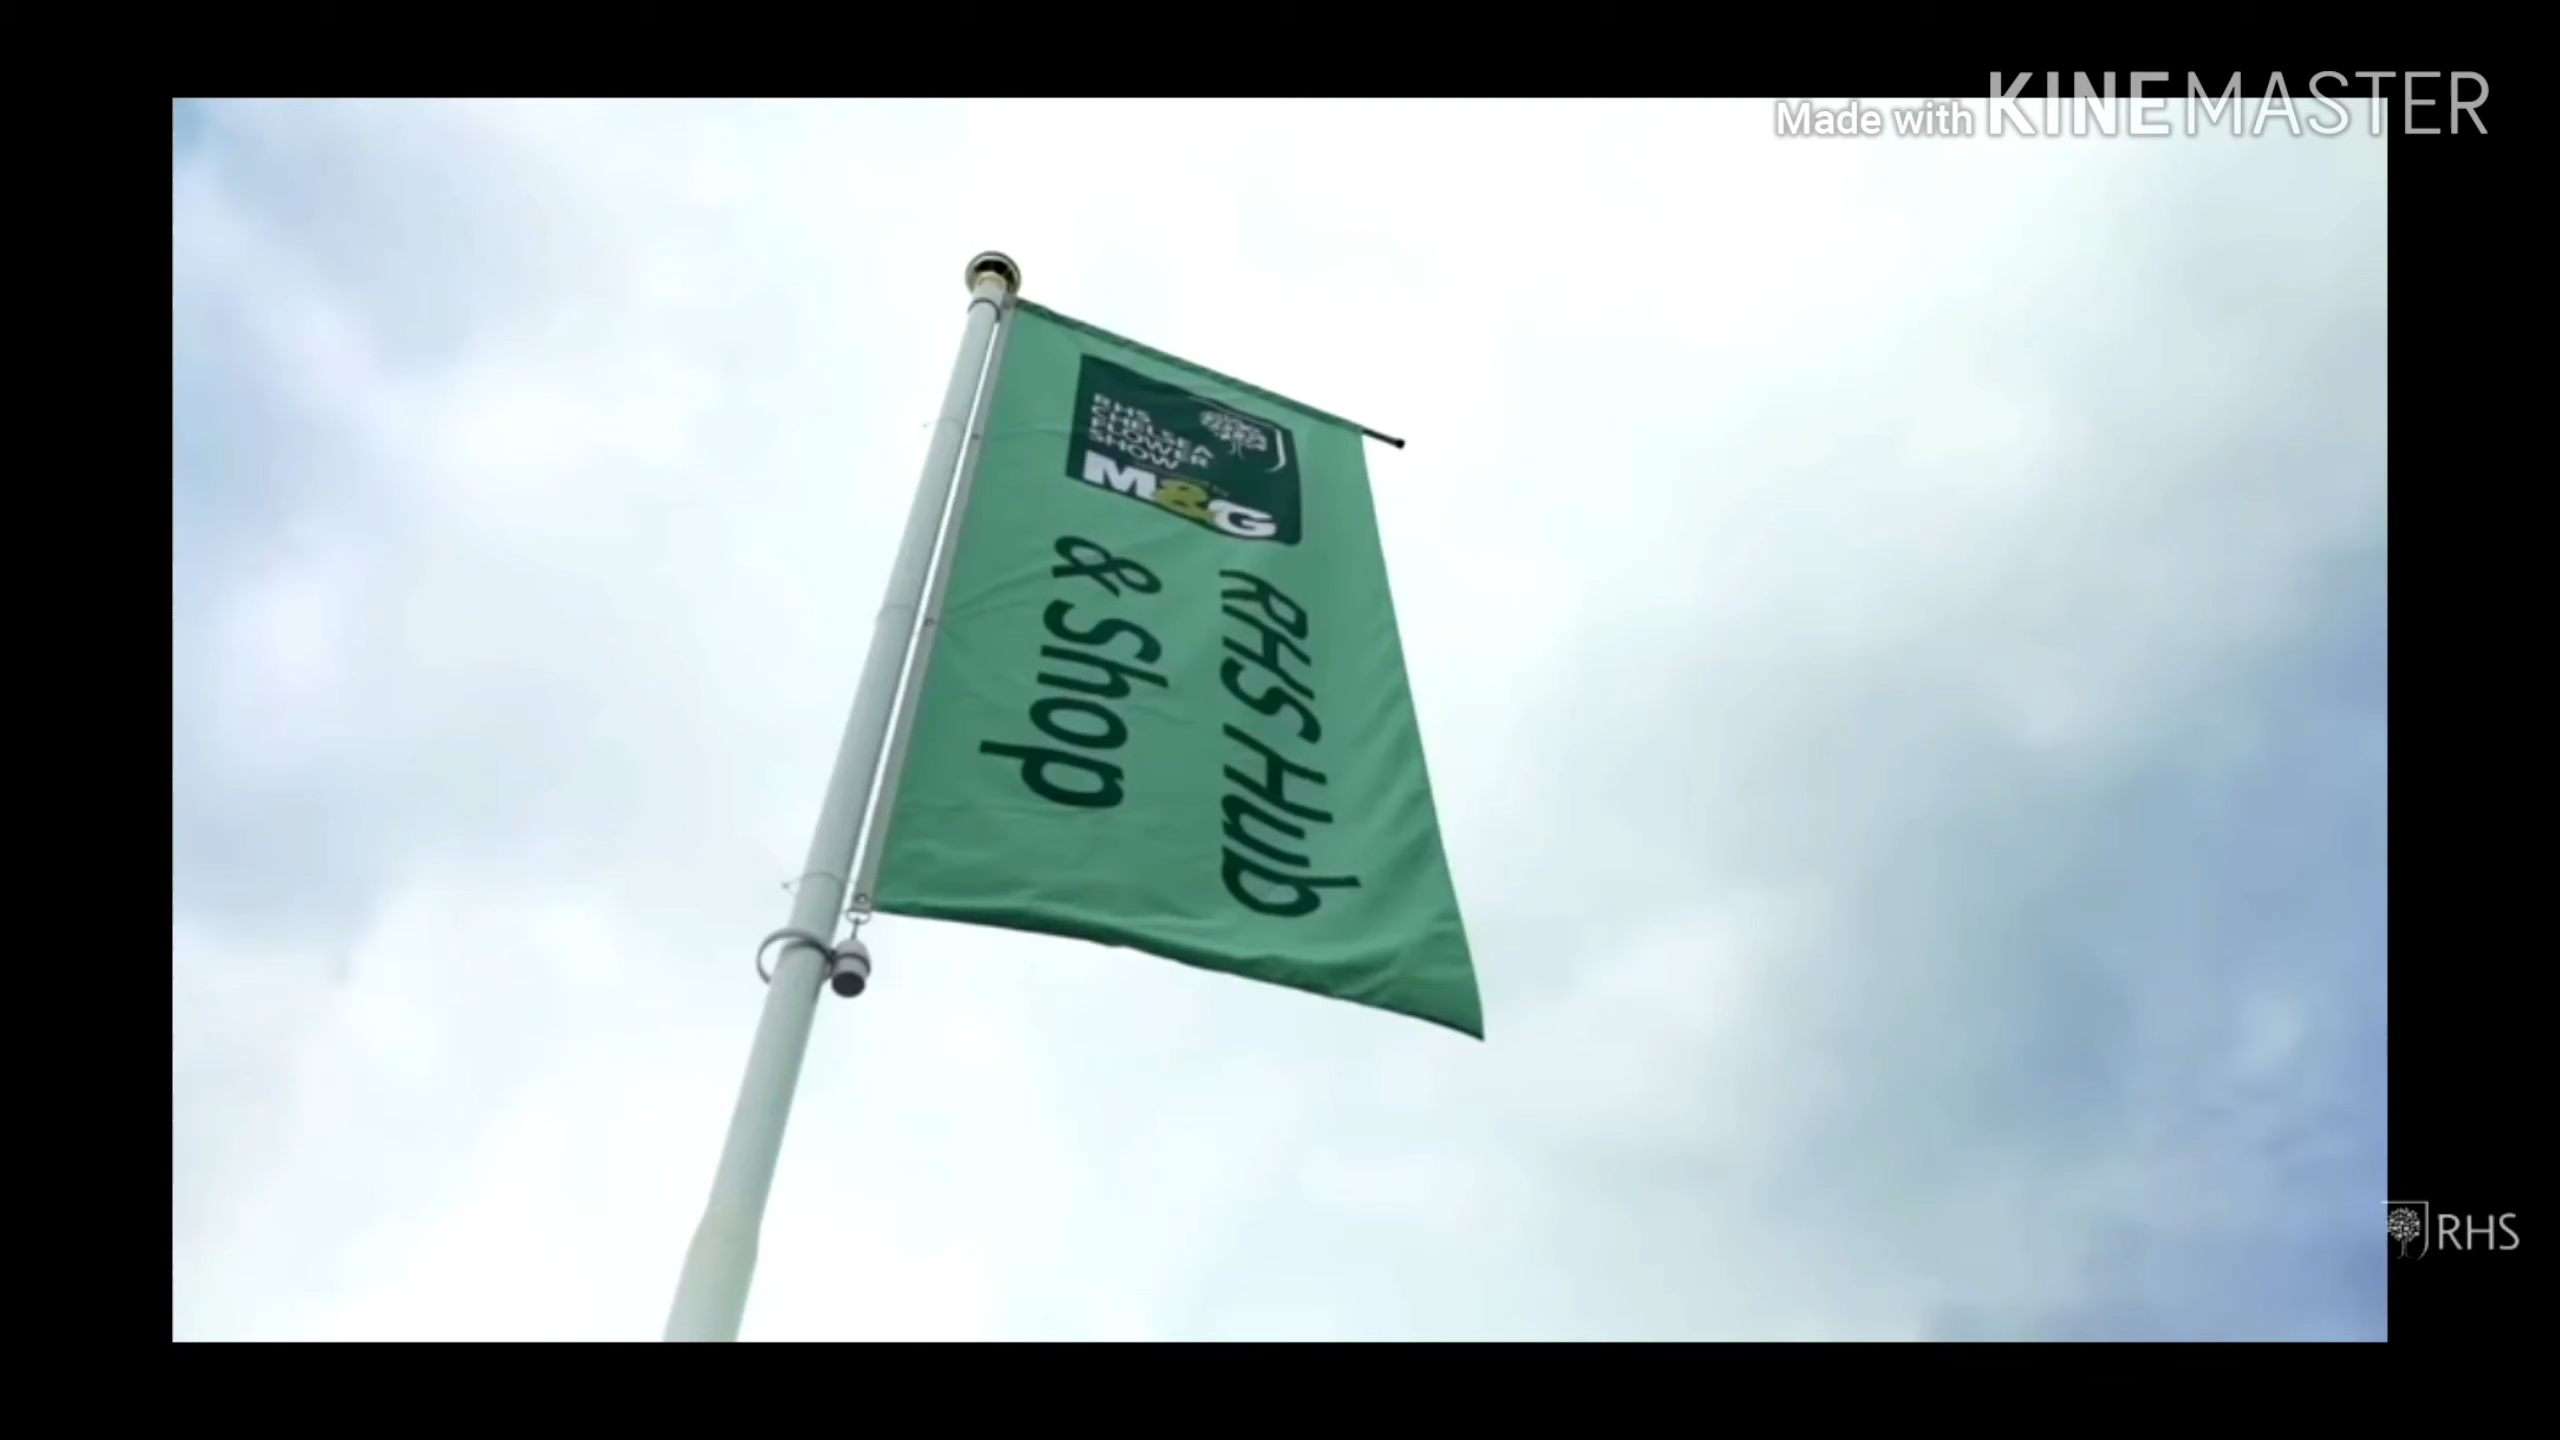 Made with KINEMASTER
RHS
CHELSEA
FLOWER
SHOW
M&G
RHS Hub
& Shop
RHS